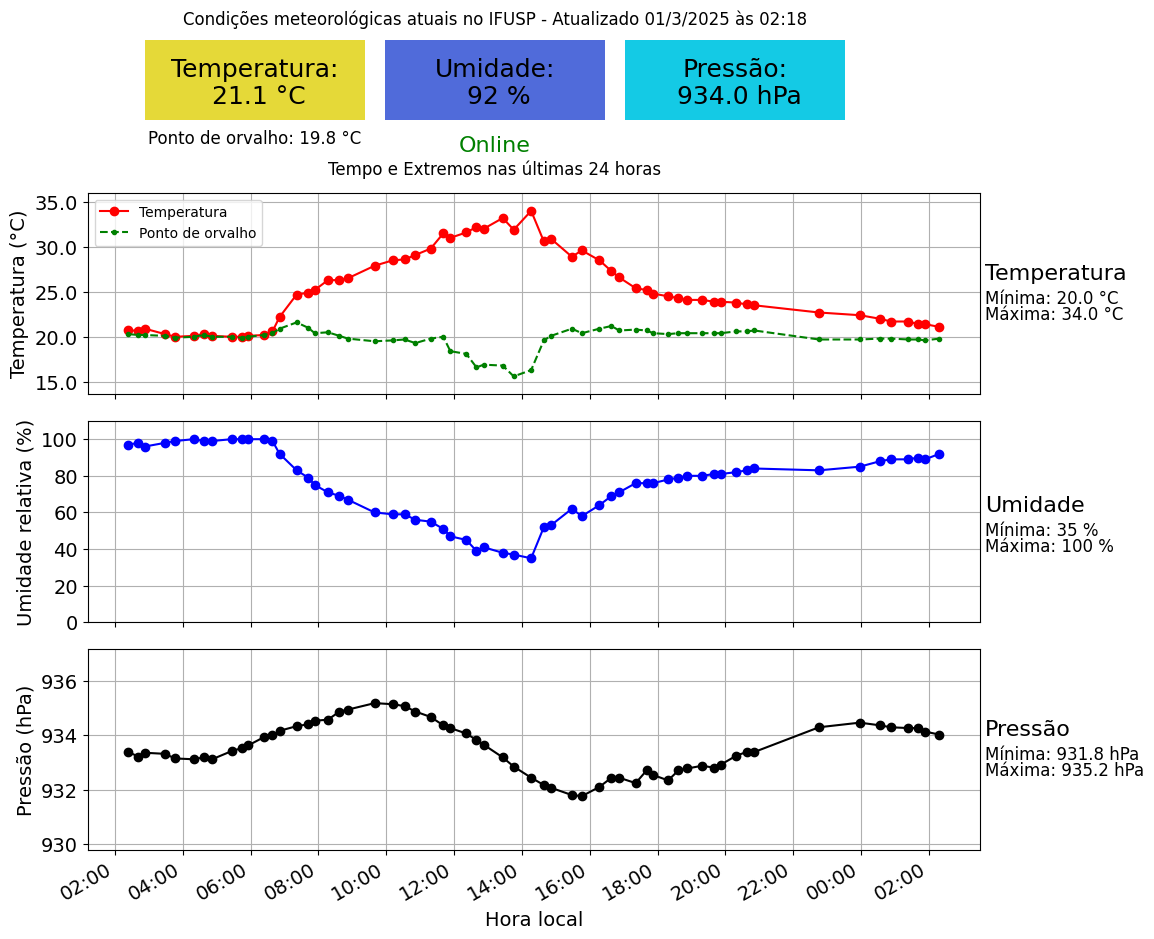 Condições meteorológicas atuais no IFUSP - Atualizado 01/3/2025 às 02:18
Temperatura:
21.1 °C
Umidade:
92 %
Pressão:
934.0 hPa
Ponto de orvalho: 19.8 °C
Online
Tempo e Extremos nas últimas 24 horas
Temperatura (°C)
35.0
30.0
25.0
20.0
15.0
Temperatura
Ponto de orvalho
Temperatura
Mínima: 20.0 °C
Máxima: 34.0 °C
Umidade relativa (%)
100
80
60
40
20
0
Umidade
Mínima: 35 %
Máxima: 100 %
Pressão (hPa)
936
934
932
930
Pressão
Mínima: 931.8 hPa
Máxima: 935.2 hPa
02:00
04:00
06:00
08:00
10:00
12:00
14:00
16:00
18:00
20:00
22:00
00:00
02:00
Hora local